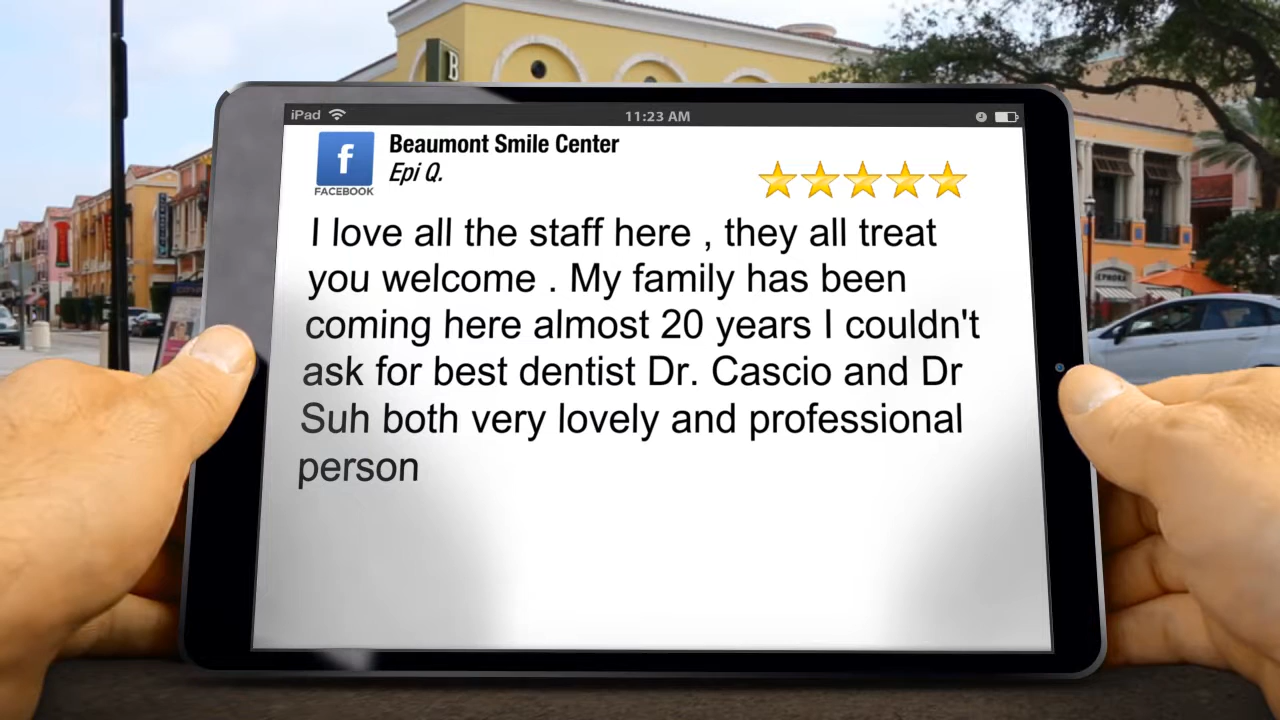 iPad
11:23 AM
f
FACEBOOK
Beaumont Smile Center
Epi Q.
I love all the staff here , they all treat
you welcome . My family has been
coming here almost 20 years I couldn't
ask for best dentist Dr. Cascio and Dr
Suh both very lovely and professional
person
B
SEPHORA